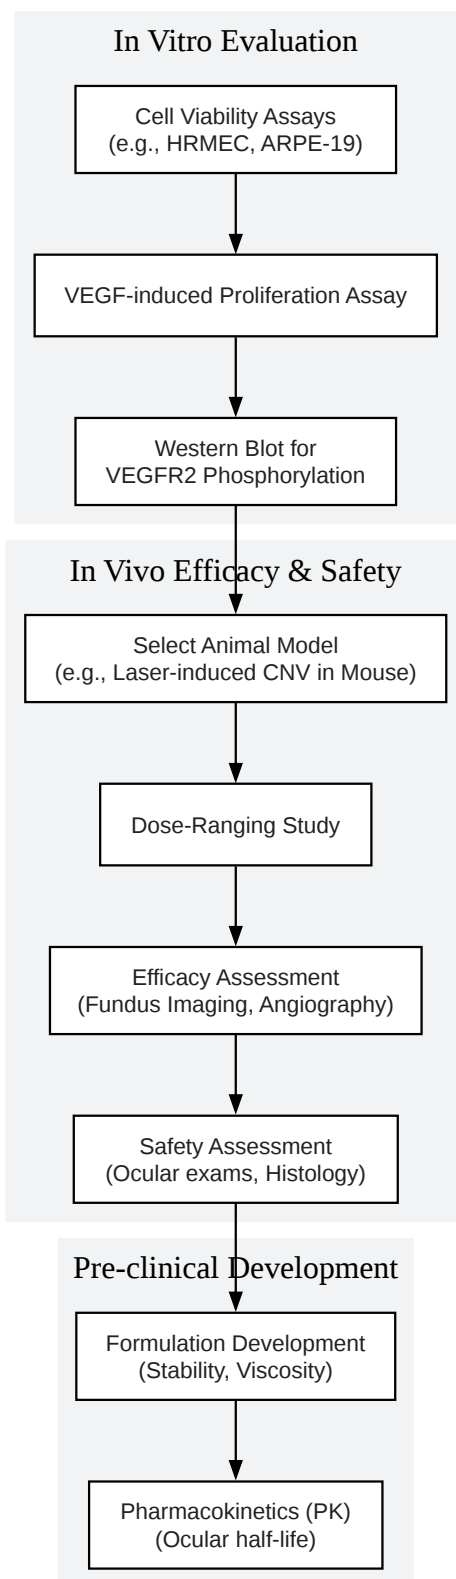 In Vitro Evaluation
Cell Viability Assays
(e.g., HRMEC, ARPE-19)
VEGF-induced Proliferation Assay
Western Blot for
VEGFR2 Phosphorylation
In Vivo Efficacy & Safety
Select Animal Model
(e.g., Laser-induced CNV in Mouse)
Dose-Ranging Study
Efficacy Assessment
(Fundus Imaging, Angiography)
Safety Assessment
(Ocular exams, Histology)
Pre-clinical Development
Formulation Development
(Stability, Viscosity)
Pharmacokinetics (PK)
(Ocular half-life)